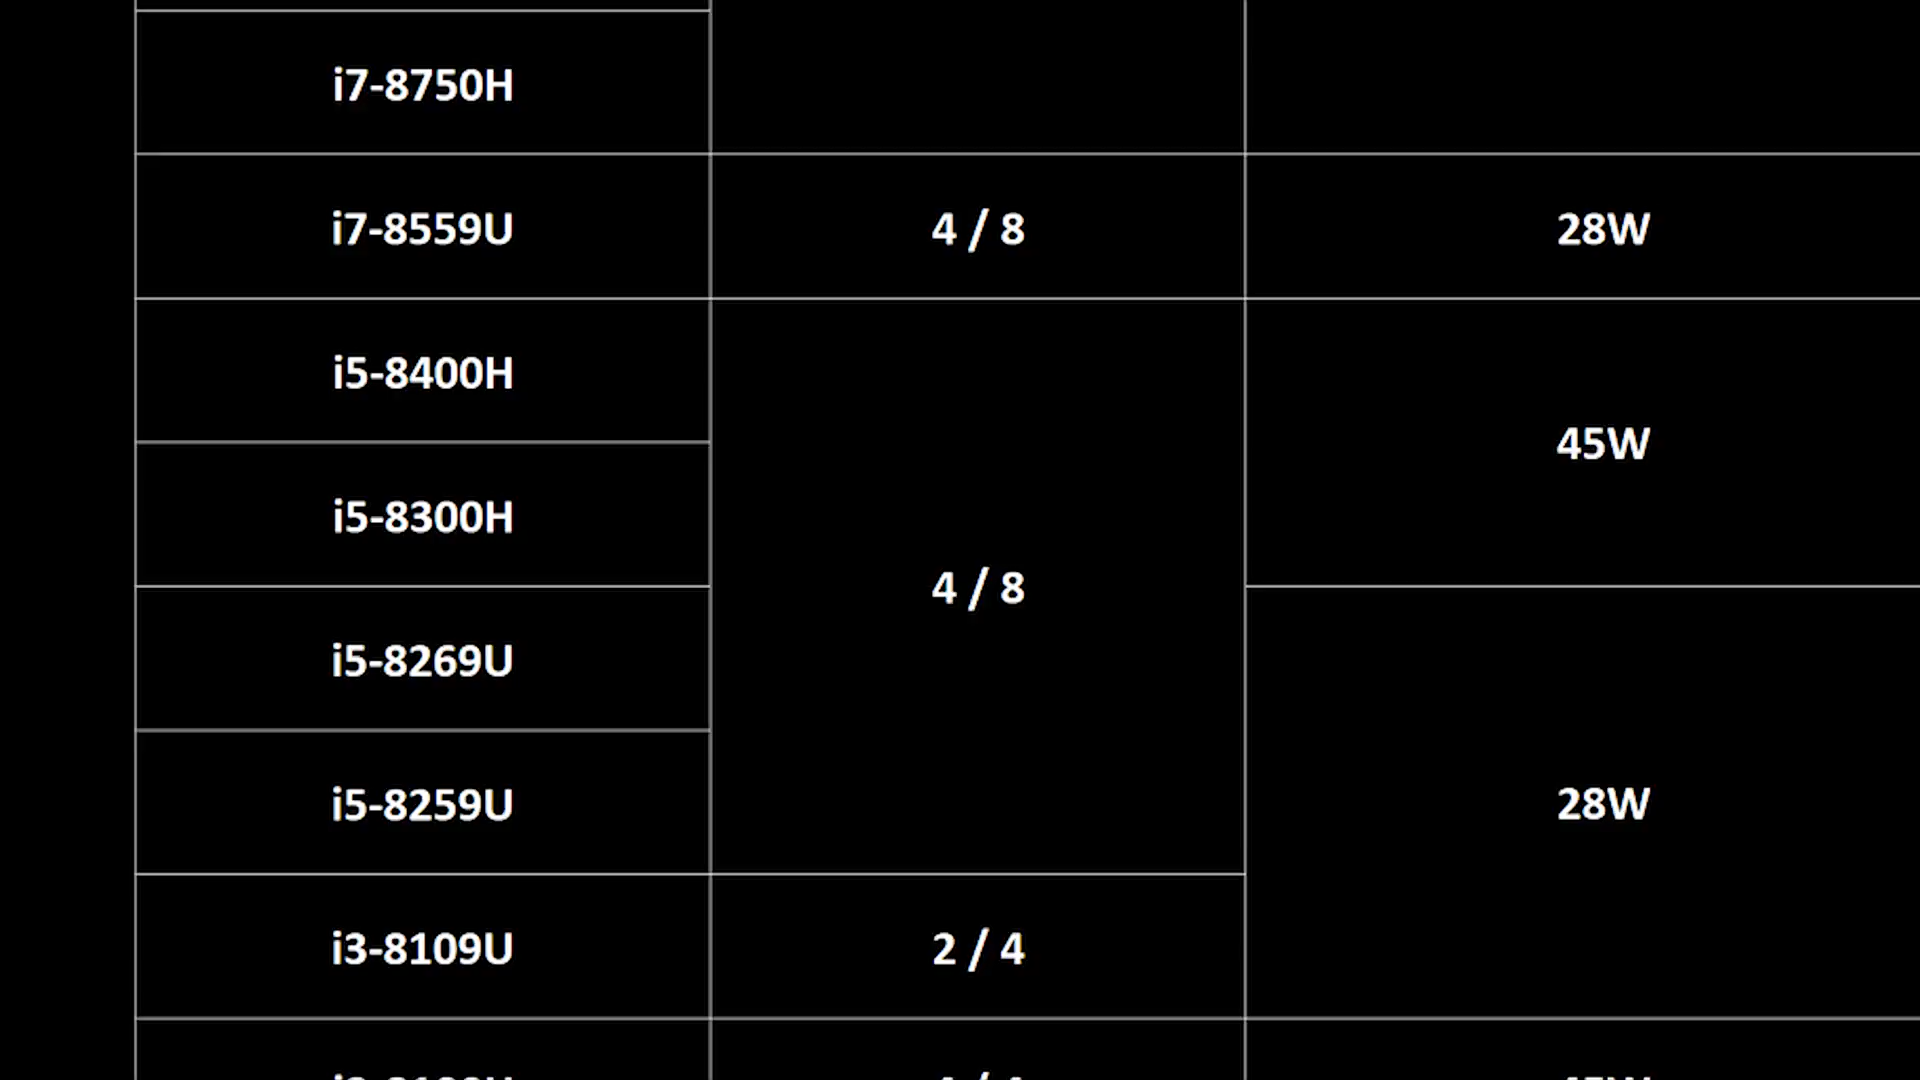 i7-8750H
i7-8559U 4 / 8 28W
i5-8400H
45W
i5-8300H
4 / 8
i5-8269U
i5-8259U 28W
i3-8109U 2 / 4